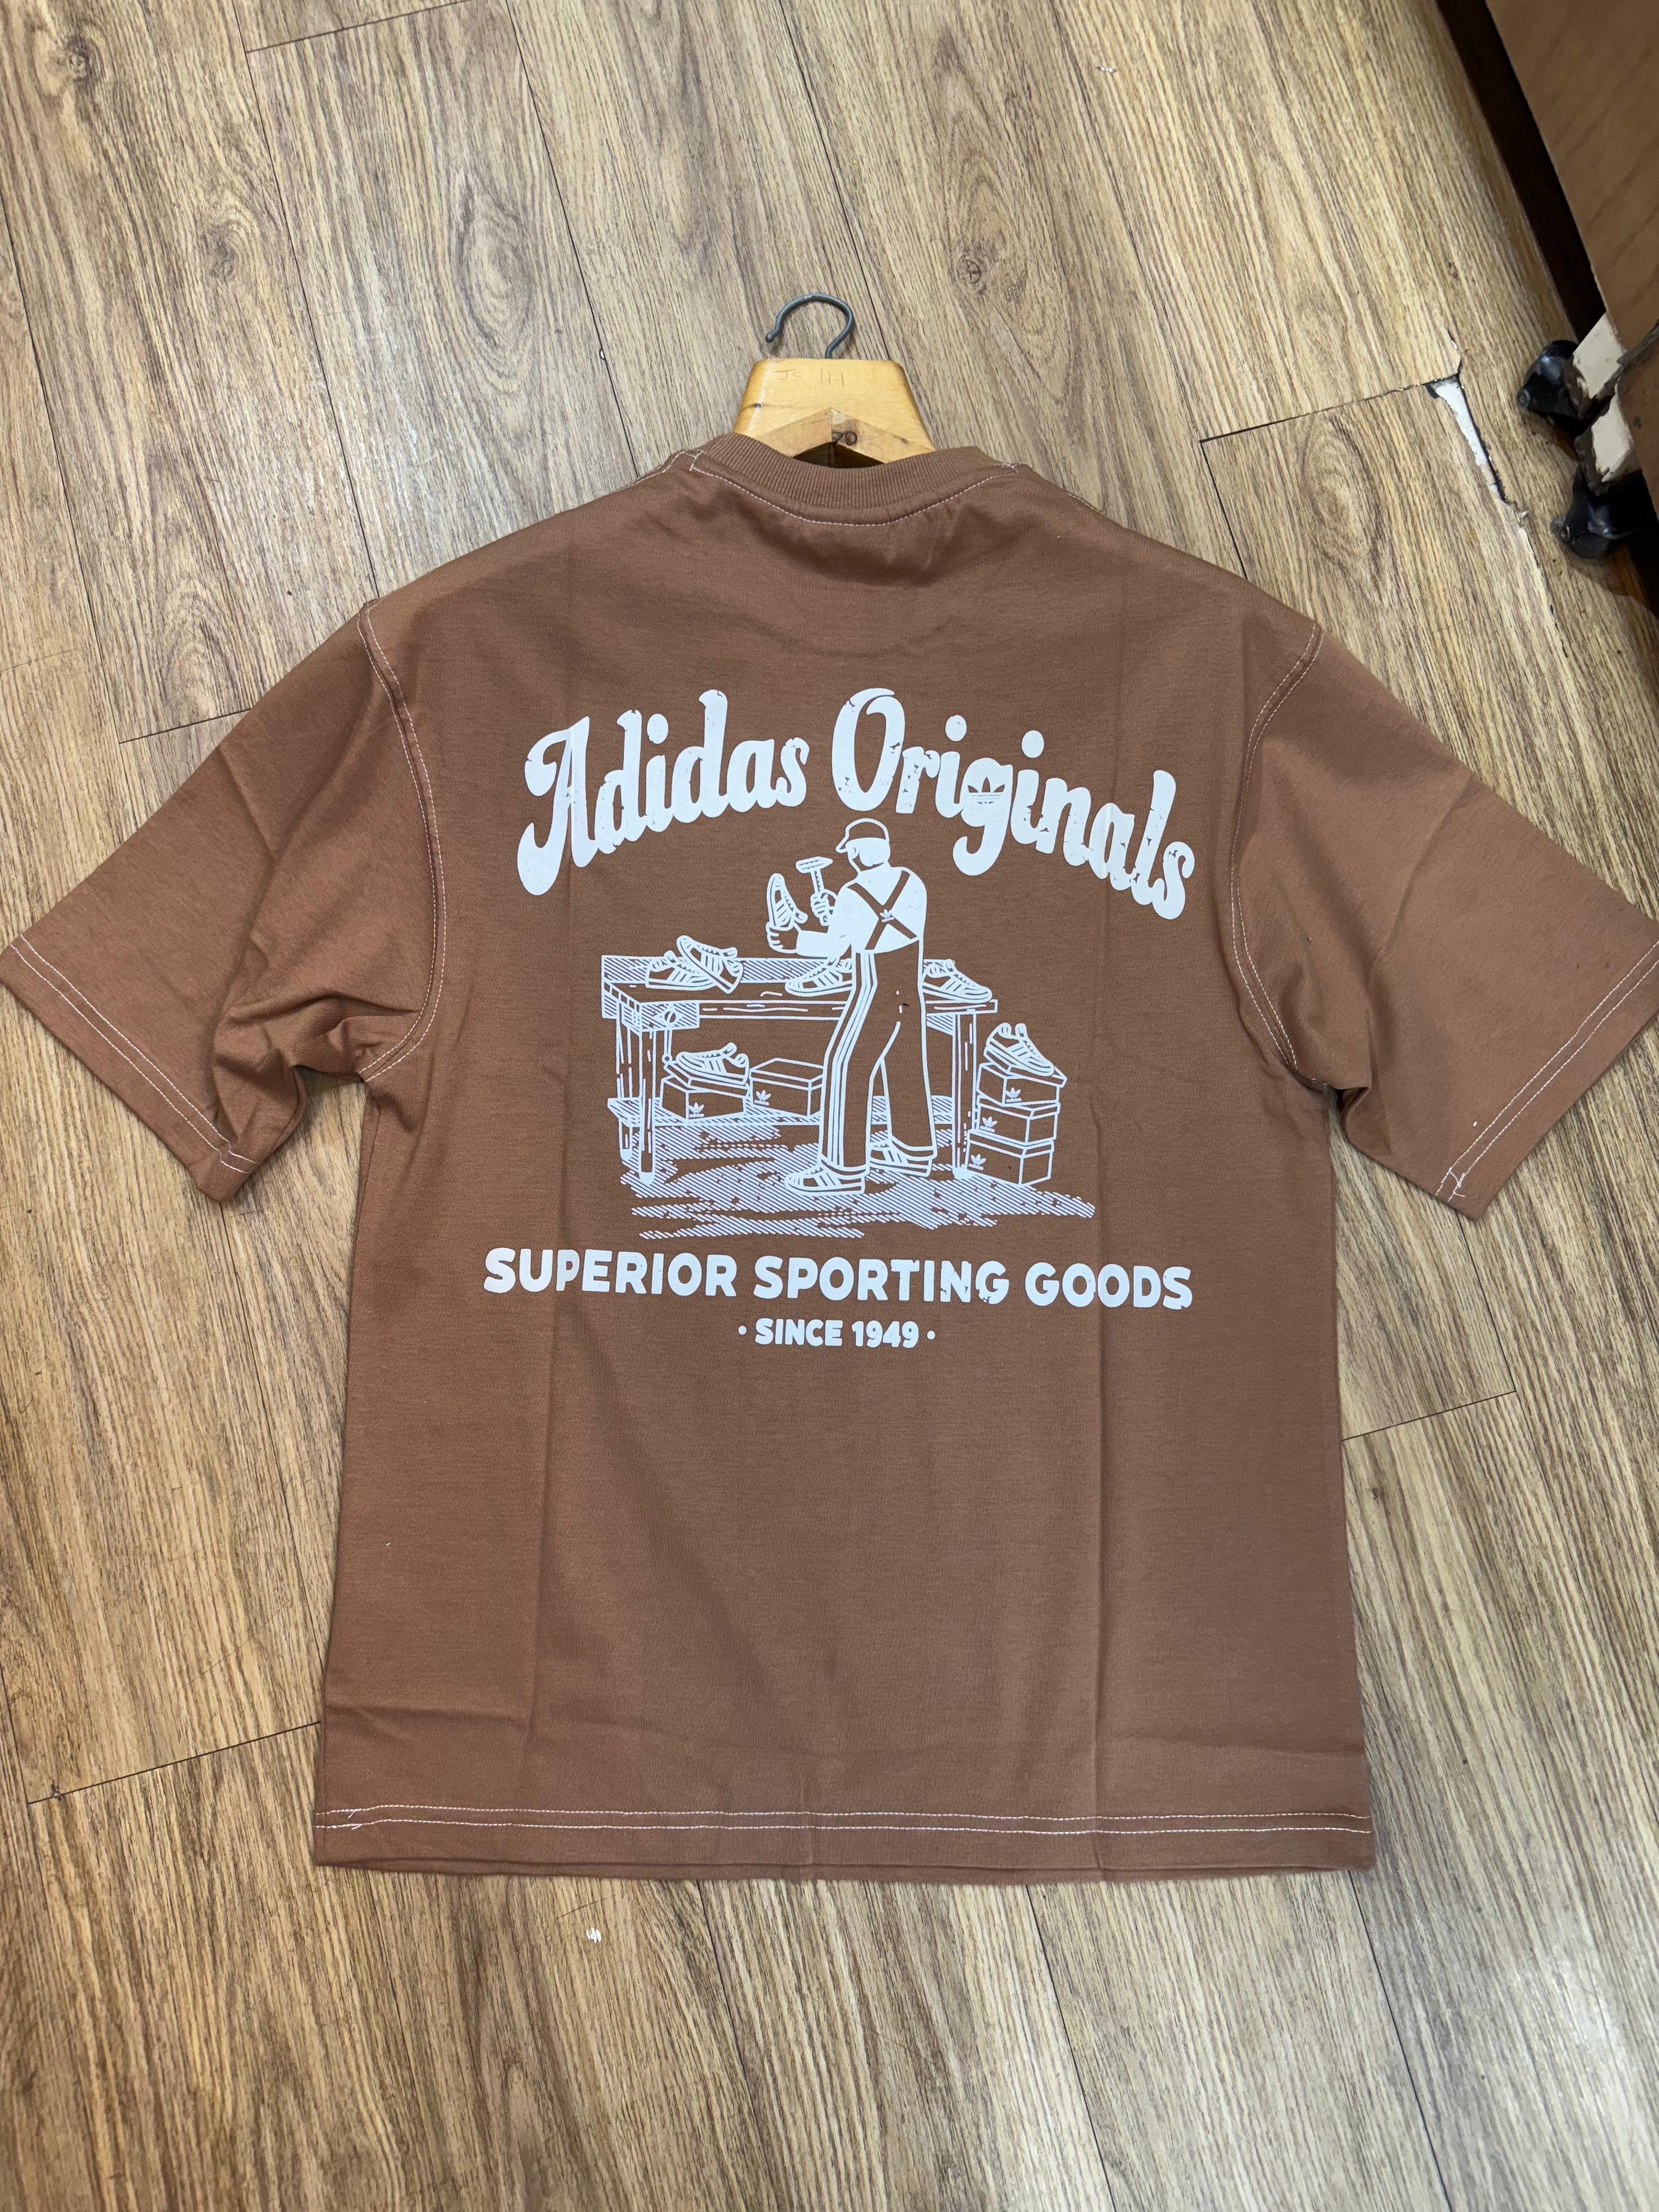 Adidas Originals
SUPERIOR SPORTING GOODS
• SINCE 1949 •